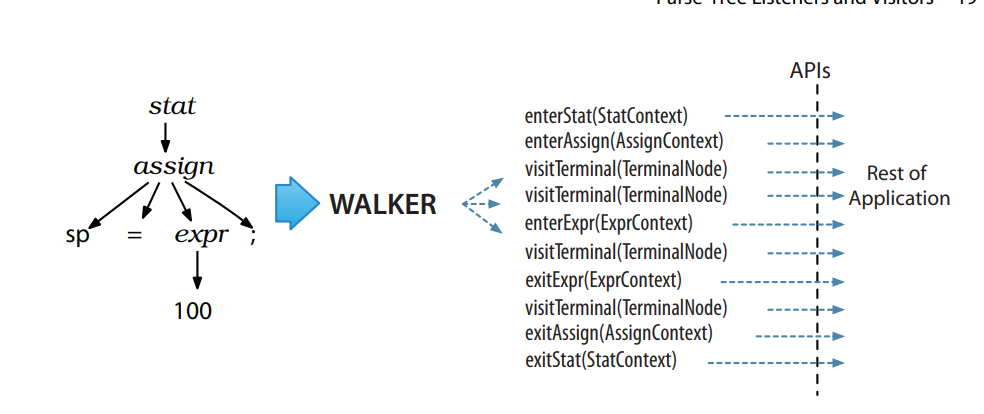 Parse-Tree Listeners and Visitors 19
APIs
stat
assign
sp = expr ;
100
WALKER
enterStat(StatContext)
enterAssign(AssignContext)
visitTerminal(TerminalNode)
visitTerminal(TerminalNode)
enterExpr(ExprContext)
visitTerminal(TerminalNode)
exitExpr(ExprContext)
visitTerminal(TerminalNode)
exitAssign(AssignContext)
exitStat(StatContext)
Rest of
Application